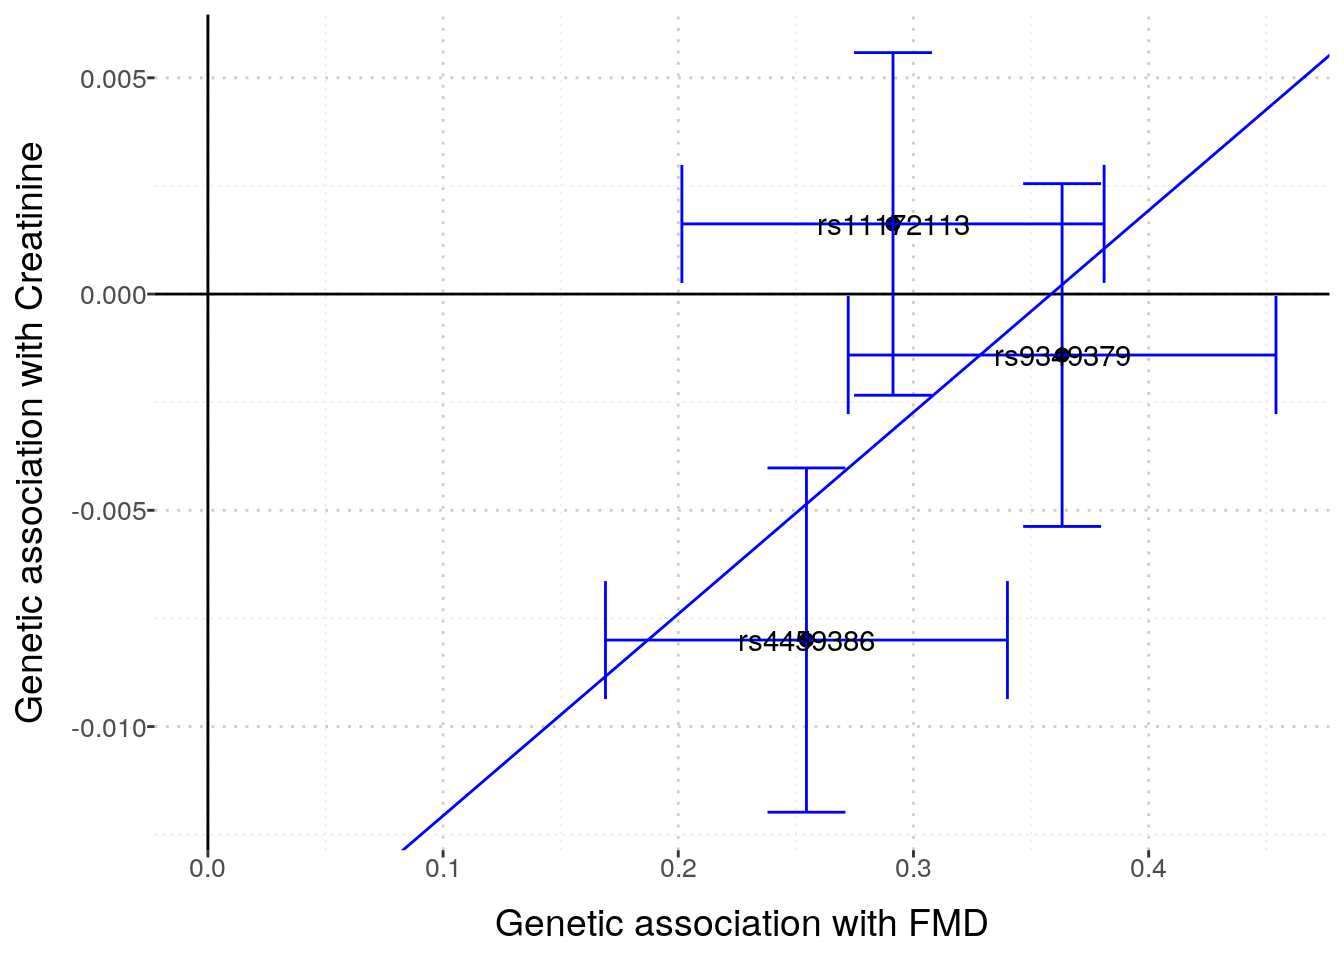 Genetic association with Creatinine
0.005
0.000
-0.005
-0.010
rs11172113
rs9349379
rs4459386
0.0 0.1 0.2 0.3 0.4
Genetic association with FMD